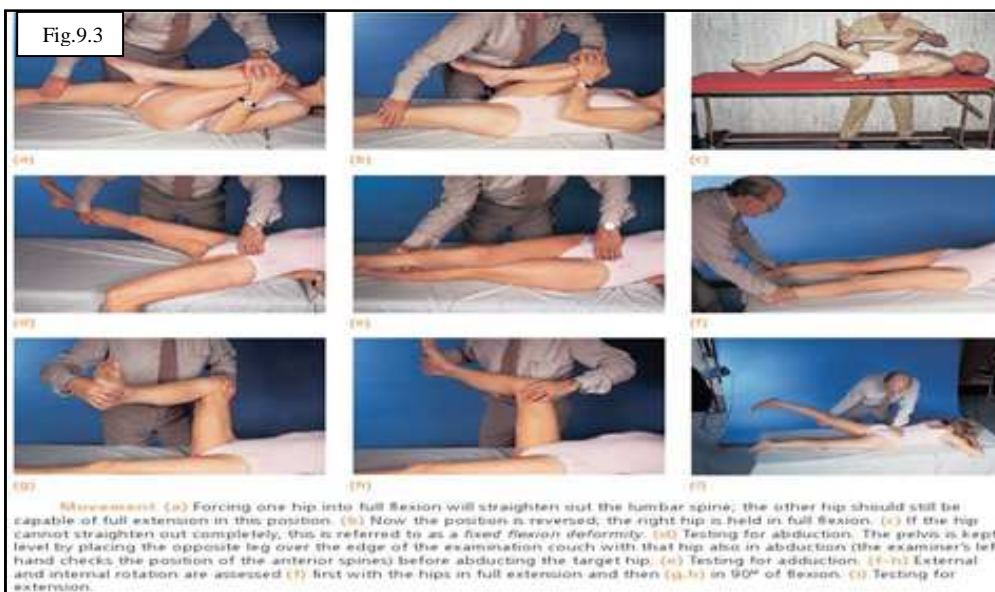 Fig.9.3
(a)
(b)
(c)
(d)
(e)
(f)
(g)
(h)
(i)
Movement (a) Forcing one hip into full flexion will straighten out the lumbar spine; the other hip should still be
capable of full extension in this position. (b) Now the position is reversed; the right hip is held in full flexion. (c) If the hip
cannot straighten out completely, this is referred to as a fixed flexion deformity. (d) Testing for abduction. The pelvis is kept
level by placing the opposite leg over the edge of the examination couch with that hip also in abduction (the examiner's left
hand checks the position of the anterior spines) before abducting the target hip. (e) Testing for adduction. (f–h) External
and internal rotation are assessed (f) first with the hips in full extension and then (g,h) in 90° of flexion. (i) Testing for
extension.